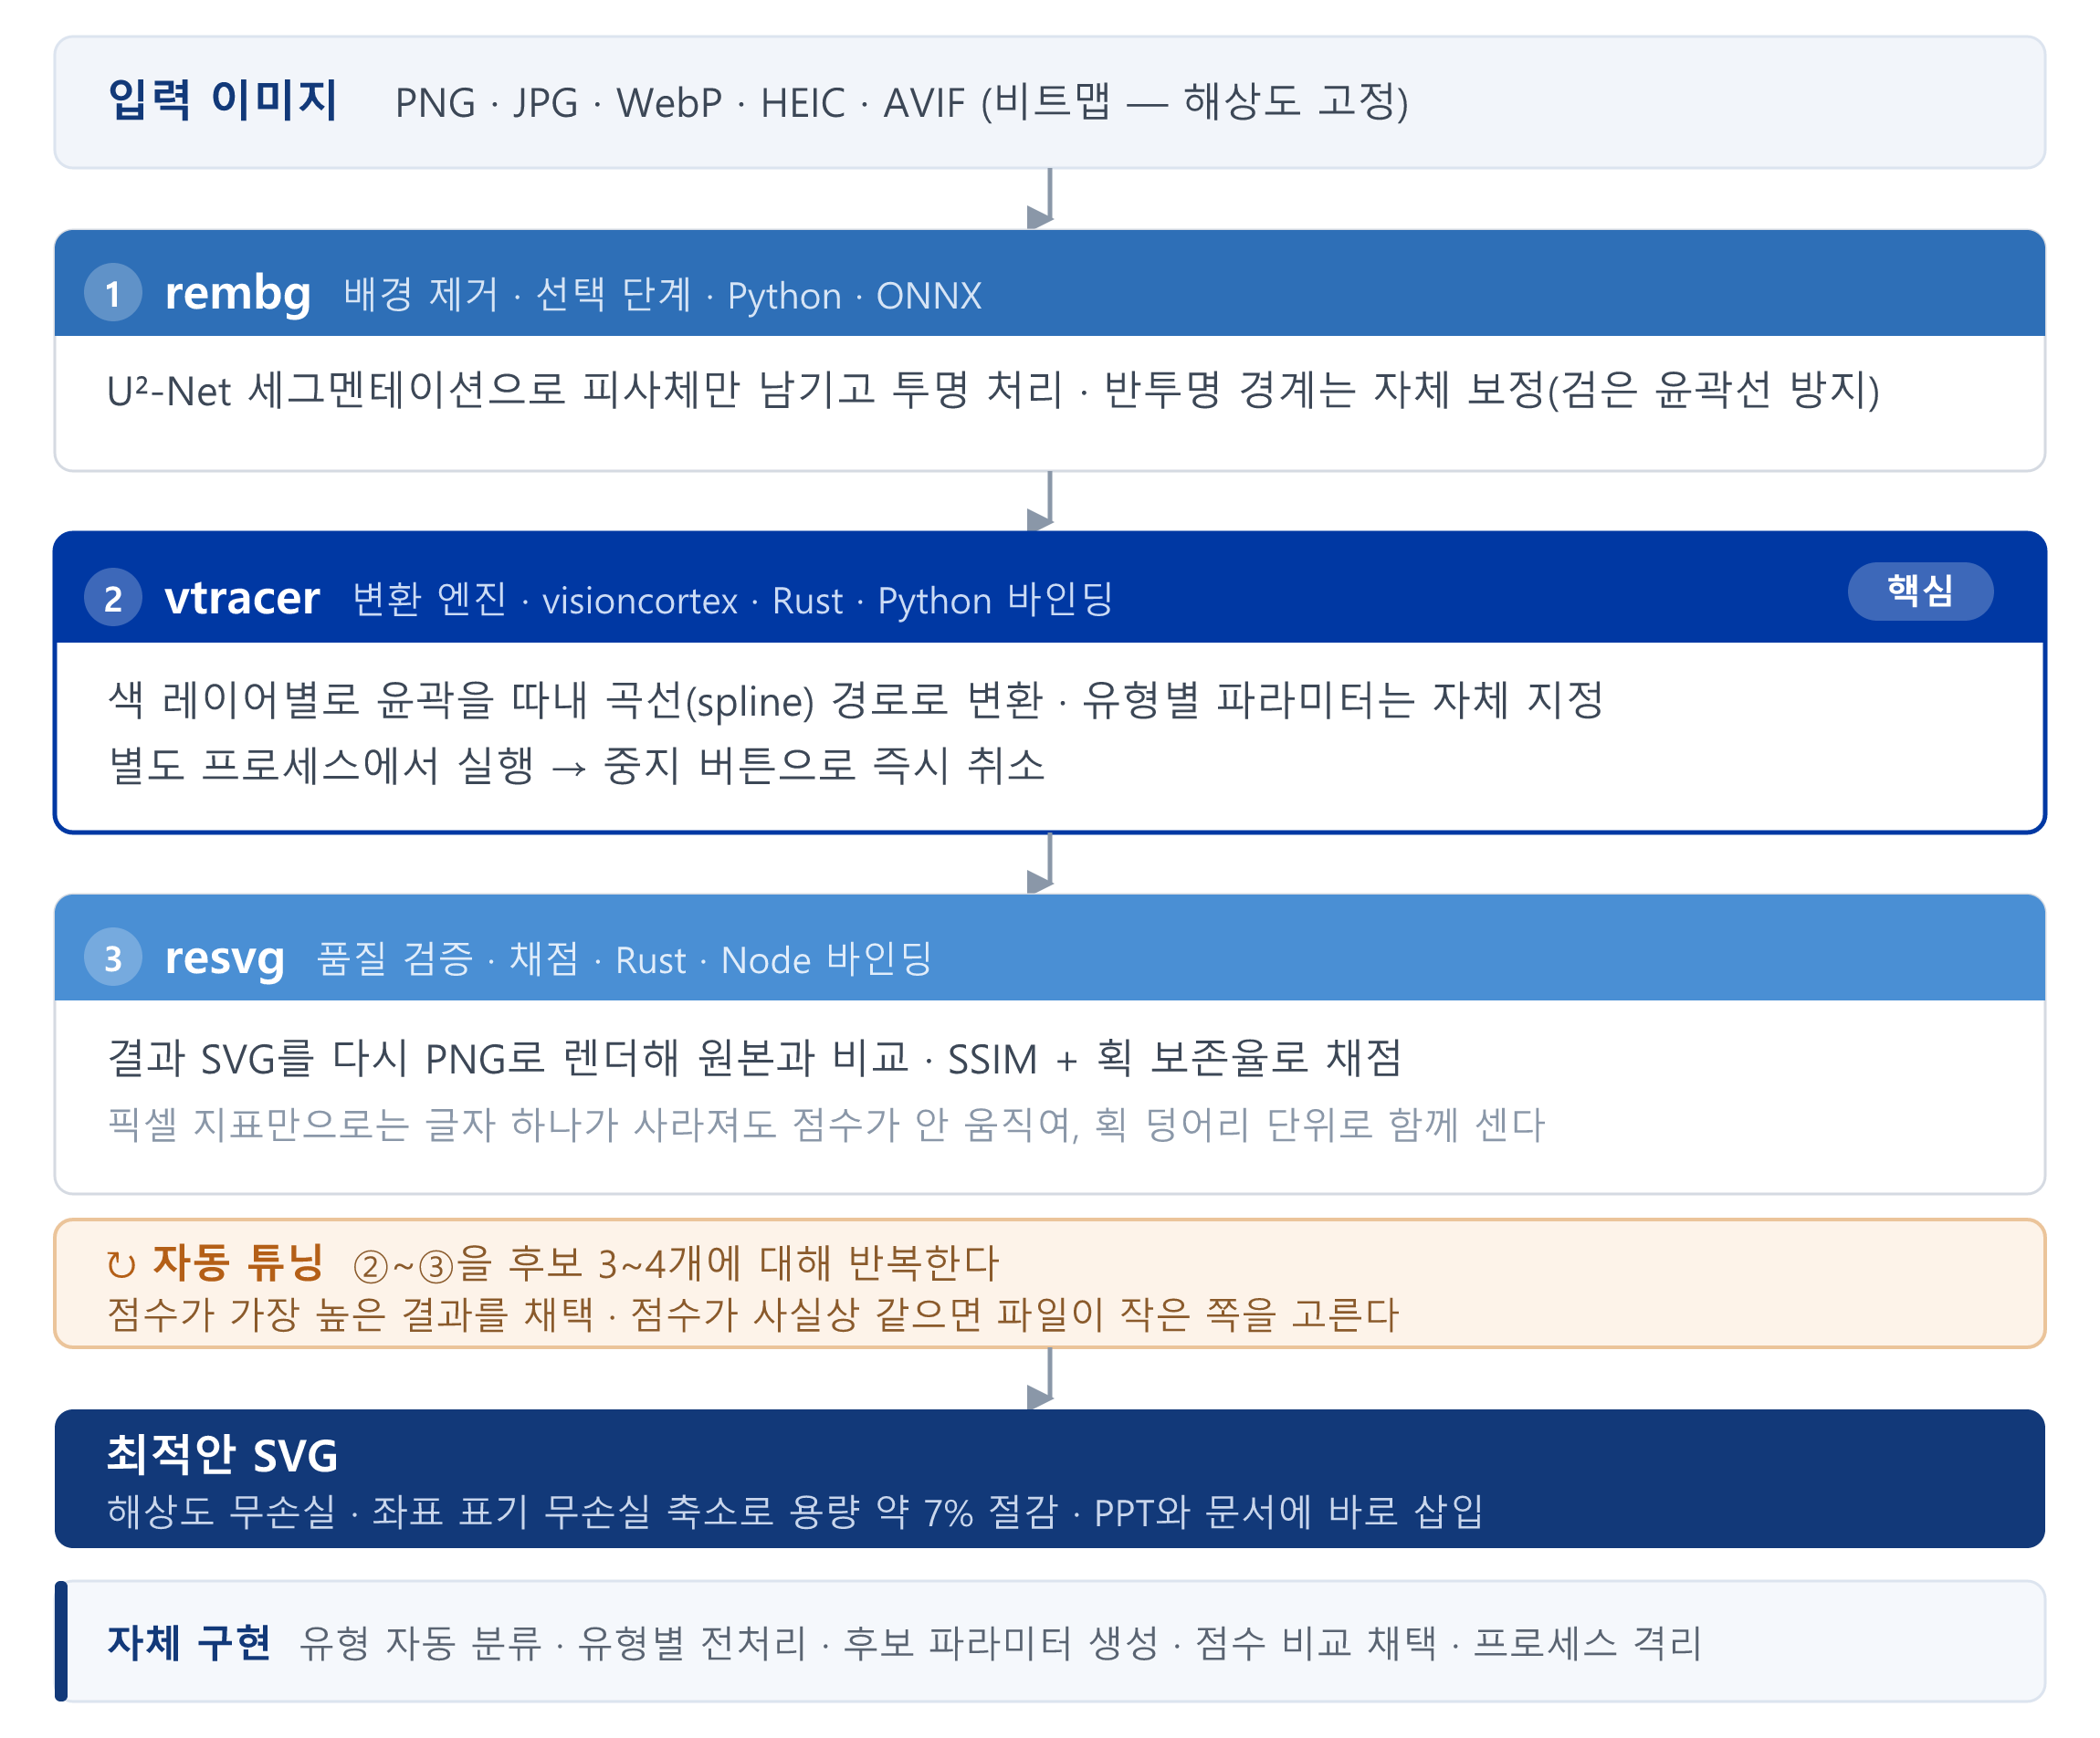 입력 이미지 PNG · JPG · WebP · HEIC · AVIF (비트맵 — 해상도 고정)
1 rembg 배경 제거 · 선택 단계 · Python · ONNX
U²-Net 세그멘테이션으로 피사체만 남기고 투명 처리 · 반투명 경계는 자체 보정(검은 윤곽선 방지)
2 vtracer 변환 엔진 · visioncortex · Rust · Python 바인딩 핵심
색 레이어별로 윤곽을 따내 곡선(spline) 경로로 변환 · 유형별 파라미터는 자체 지정
별도 프로세스에서 실행 → 중지 버튼으로 즉시 취소
3 resvg 품질 검증 · 채점 · Rust · Node 바인딩
결과 SVG를 다시 PNG로 렌더해 원본과 비교 · SSIM + 획 보존율로 채점
픽셀 지표만으로는 글자 하나가 사라져도 점수가 안 움직여, 획 덩어리 단위로 함께 센다
↻ 자동 튜닝 ②~③을 후보 3~4개에 대해 반복한다
점수가 가장 높은 결과를 채택 · 점수가 사실상 같으면 파일이 작은 쪽을 고른다
최적안 SVG
해상도 무손실 · 좌표 표기 무손실 축소로 용량 약 7% 절감 · PPT와 문서에 바로 삽입
자체 구현 유형 자동 분류 · 유형별 전처리 · 후보 파라미터 생성 · 점수 비교 채택 · 프로세스 격리